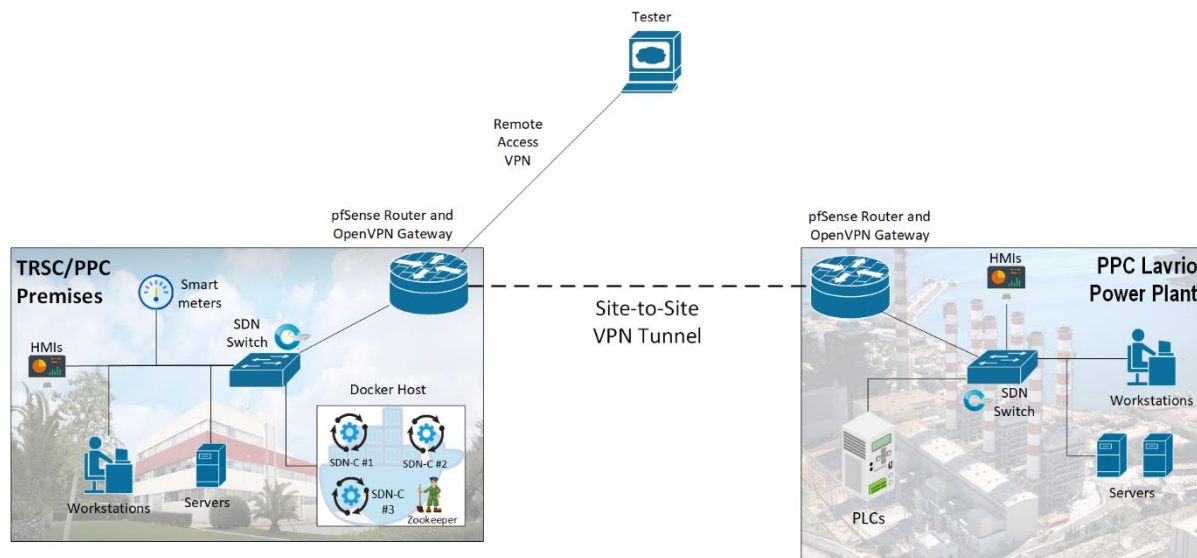 Tester
Remote
Access
VPN
pfSense Router and
OpenVPN Gateway
pfSense Router and
OpenVPN Gateway
TRSC/PPC
Premises
Smart
meters
SDN
Switch
HMIs
Docker Host
SDN-C #1
SDN-C #2
SDN-C
#3
Zookeeper
Workstations
Servers
Site-to-Site
VPN Tunnel
HMIs
PPC Lavrio
Power Plant
SDN
Switch
Workstations
PLCs
Servers